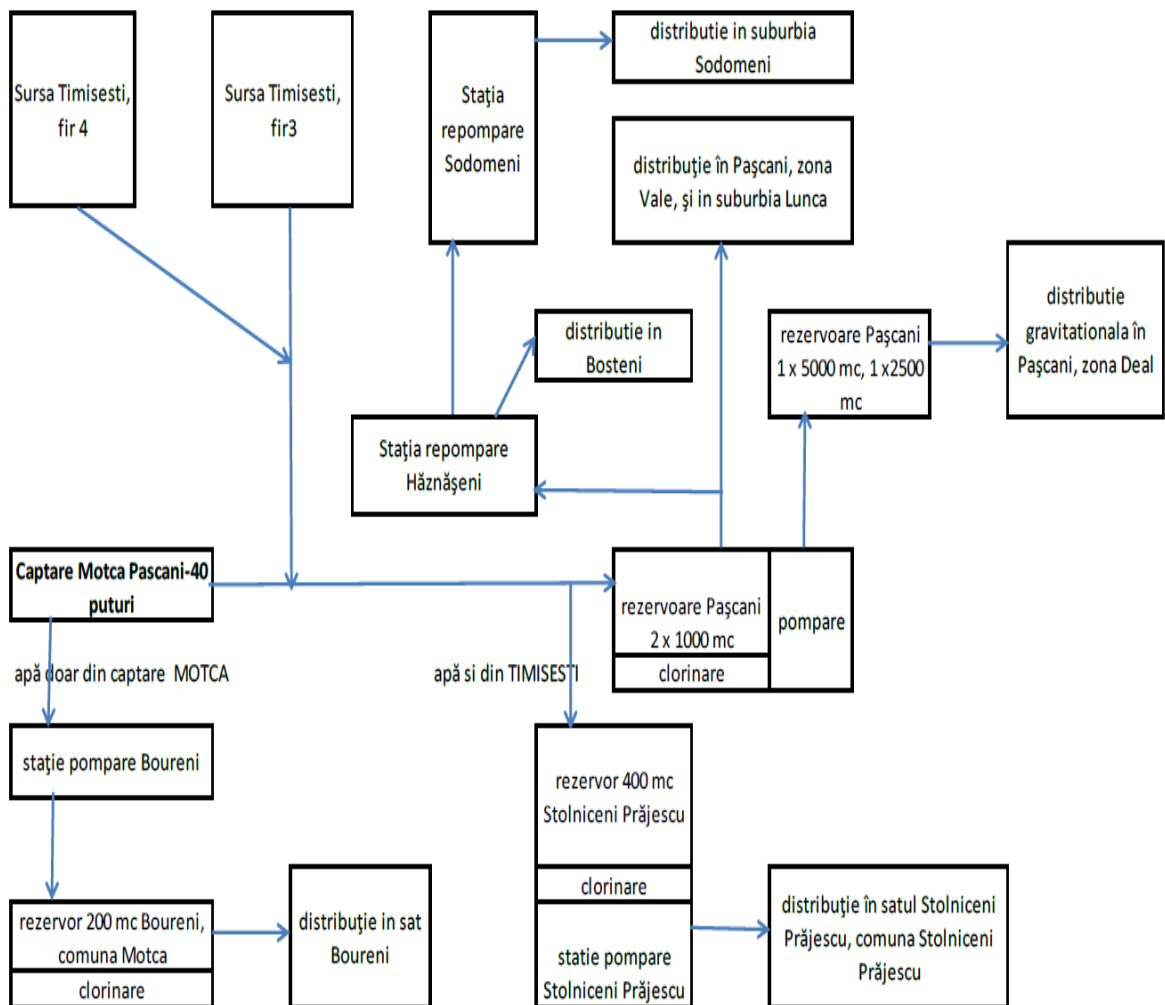 Sursa Timisesti,
fir 4
Sursa Timisesti,
fir3
Staţia
repompare
Sodomeni
distributie in suburbia
Sodomeni
distribuţie în Paşcani, zona
Vale, şi in suburbia Lunca
distributie
gravitationala în
Paşcani, zona Deal
rezervoare Paşcani
1 x 5000 mc, 1 x2500
mc
distributie in
Bosteni
Staţia repompare
Hăznăşeni
Captare Motca Pascani-40
puturi
rezervoare Paşcani
2 x 1000 mc
clorinare
pompare
apă doar din captare MOTCA
apă si din TIMISESTI
staţie pompare Boureni
rezervor 400 mc
Stolniceni Prăjescu
clorinare
statie pompare
Stolniceni Prăjescu
rezervor 200 mc Boureni,
comuna Motca
clorinare
distribuţie in sat
Boureni
distribuţie în satul Stolniceni
Prăjescu, comuna Stolniceni
Prăjescu